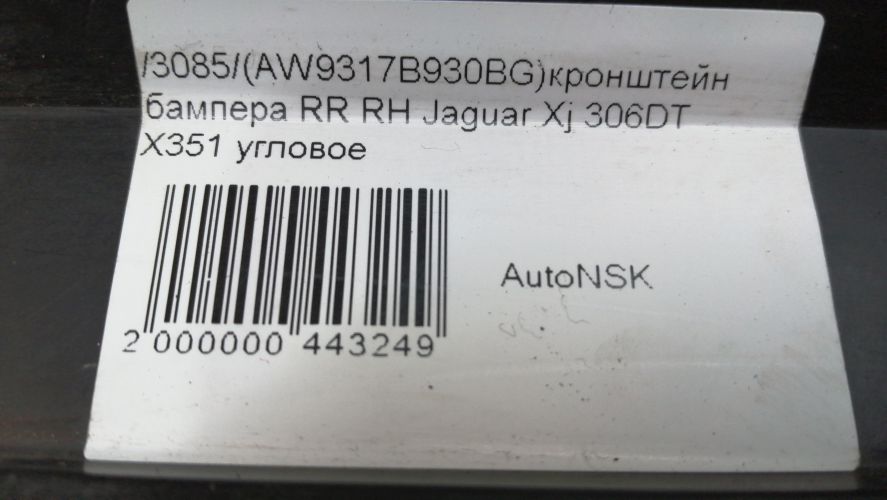 /3085/(AW9317B930BG)кронштейн
бампера RR RH Jaguar Xj 306DT
X351 угловое
AutoNSK
2 000000 443249